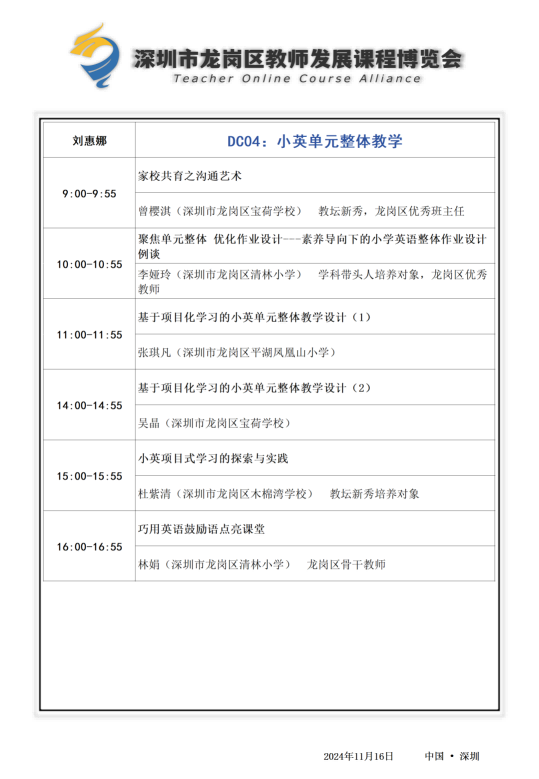 深圳市龙岗区教师发展课程博览会
Teacher Online Course Alliance
刘惠娜
DC04：小英单元整体教学
9:00-9:55
家校共育之沟通艺术
曾樱淇（深圳市龙岗区宝荷学校） 教坛新秀，龙岗区优秀班主任
10:00-10:55
聚焦单元整体 优化作业设计---素养导向下的小学英语整体作业设计
例谈
李娅玲（深圳市龙岗区清林小学） 学科带头人培养对象，龙岗区优秀
教师
11:00-11:55
基于项目化学习的小英单元整体教学设计（1）
张琪凡（深圳市龙岗区平湖凤凰山小学）
14:00-14:55
基于项目化学习的小英单元整体教学设计（2）
吴晶（深圳市龙岗区宝荷学校）
15:00-15:55
小英项目式学习的探索与实践
杜紫清（深圳市龙岗区木棉湾学校） 教坛新秀培养对象
16:00-16:55
巧用英语鼓励语点亮课堂
林娟（深圳市龙岗区清林小学） 龙岗区骨干教师
2024年11月16日 中国 • 深圳